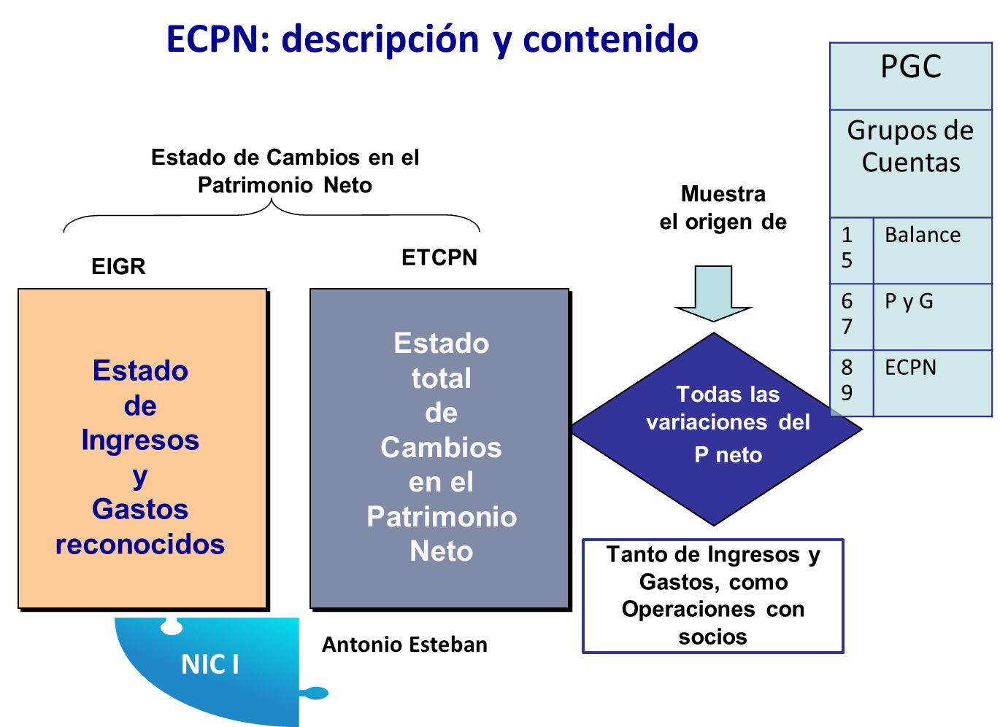 ECPN: descripción y contenido
Estado de Cambios en el
Patrimonio Neto
EIGR
ETCPN
Estado
de
Ingresos
y
Gastos
reconocidos
Estado
total
de
Cambios
en el
Patrimonio
Neto
Muestra
el origen de
Todas las
variaciones del
P neto
Tanto de Ingresos y
Gastos, como
Operaciones con
socios
PGC
Grupos de
Cuentas
1 Balance
5
6 P y G
7
8 ECPN
9
NIC I
Antonio Esteban